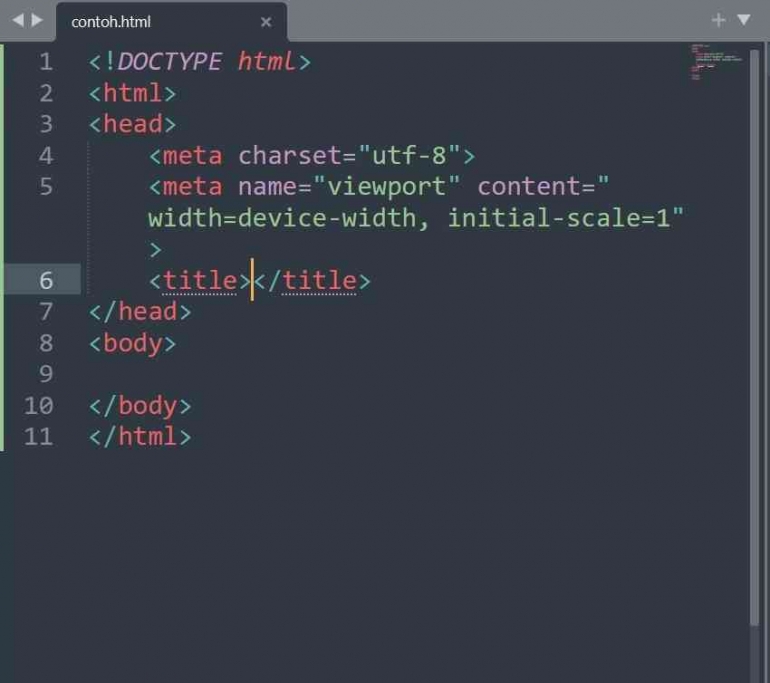 contoh.html
1 <!DOCTYPE html>
2 <html>
3 <head>
4 <meta charset="utf-8">
5 <meta name="viewport" content="
width=device-width, initial-scale=1"
>
6 <title></title>
7 </head>
8 <body>
9
10 </body>
11 </html>